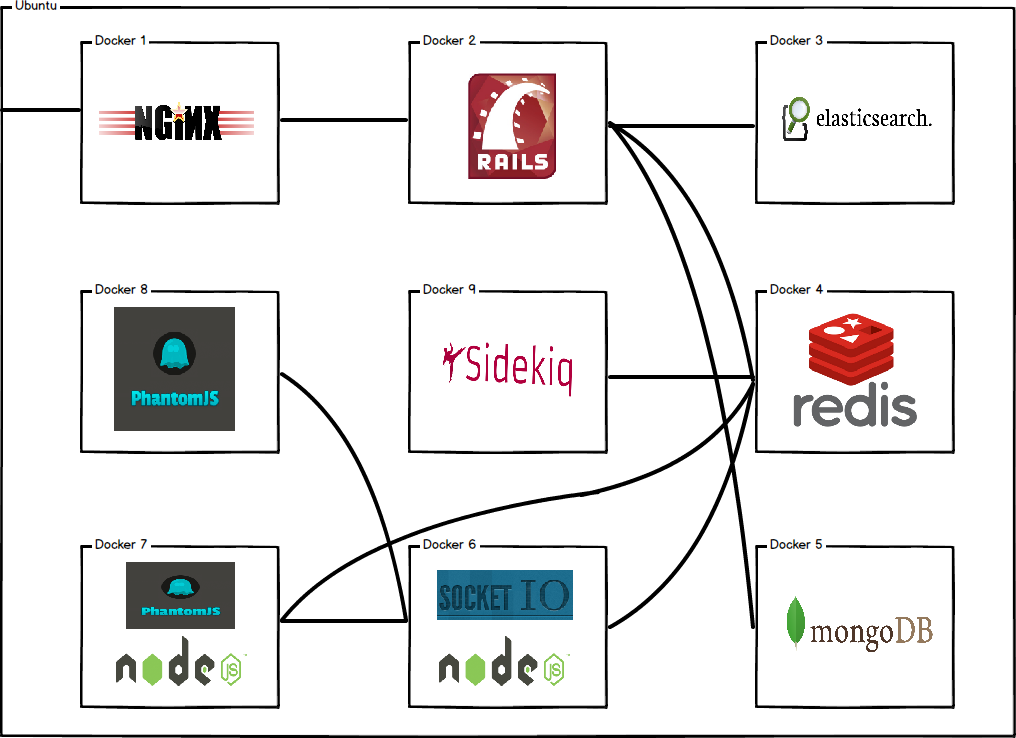 Ubuntu
Docker 1
NGiNX
Docker 2
RAILS
Docker 3
elasticsearch.
Docker 8
PhantomJS
Docker 9
Sidekiq
Docker 4
redis
Docker 7
PhantomJS
node JS
Docker 6
SOCKET IO
node JS
Docker 5
mongoDB